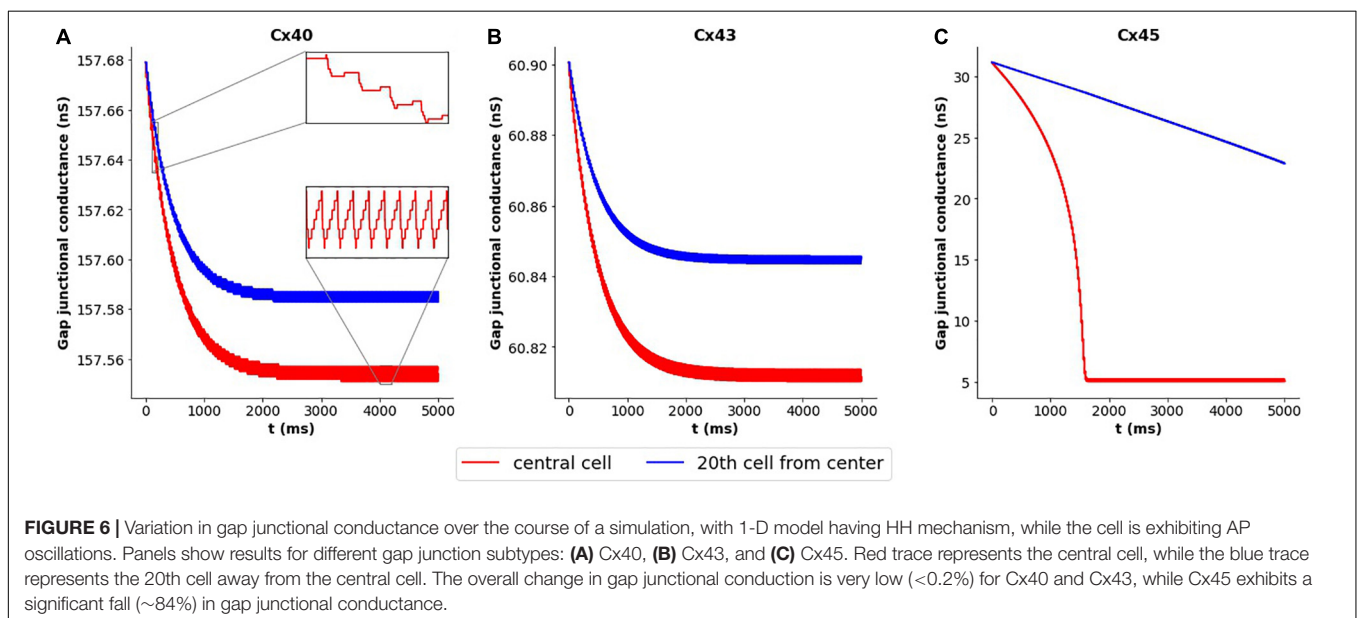 A
Cx40
Gap junctional conductance (nS)
157.68
157.66
157.64
157.62
157.60
157.58
157.56
0 1000 2000 3000 4000 5000
t (ms)
B
Cx43
Gap junctional conductance (nS)
60.90
60.88
60.86
60.84
60.82
0 1000 2000 3000 4000 5000
t (ms)
C
Cx45
Gap junctional conductance (nS)
30
25
20
15
10
5
0 1000 2000 3000 4000 5000
t (ms)
central cell 20th cell from center
FIGURE 6 | Variation in gap junctional conductance over the course of a simulation, with 1-D model having HH mechanism, while the cell is exhibiting AP
oscillations. Panels show results for different gap junction subtypes: (A) Cx40, (B) Cx43, and (C) Cx45. Red trace represents the central cell, while the blue trace
represents the 20th cell away from the central cell. The overall change in gap junctional conduction is very low (<0.2%) for Cx40 and Cx43, while Cx45 exhibits a
significant fall (∼84%) in gap junctional conductance.